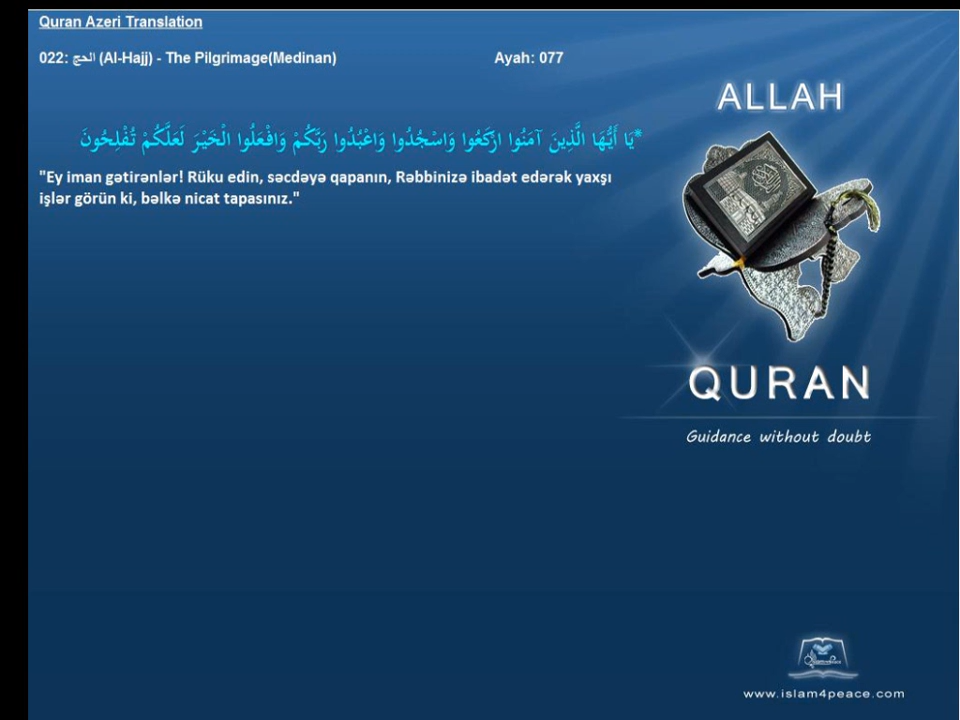 Quran Azeri Translation
022: الحج (Al-Hajj) - The Pilgrimage(Medinan) Ayah: 077
ALLAH
*يَا أَيُّهَا الَّذِينَ آمَنُوا ارْكَعُوا وَاسْجُدُوا وَاعْبُدُوا رَبَّكُمْ وَافْعَلُوا الْخَيْرَ لَعَلَّكُمْ تُفْلِحُونَ
"Ey iman gətirənlər! Rüku edin, səcdəyə qapanın, Rəbbinizə ibadət edərək yaxşı
işlər görün ki, bəlkə nicat tapasınız."
QURAN
Guidance without doubt
www.islam4peace.com